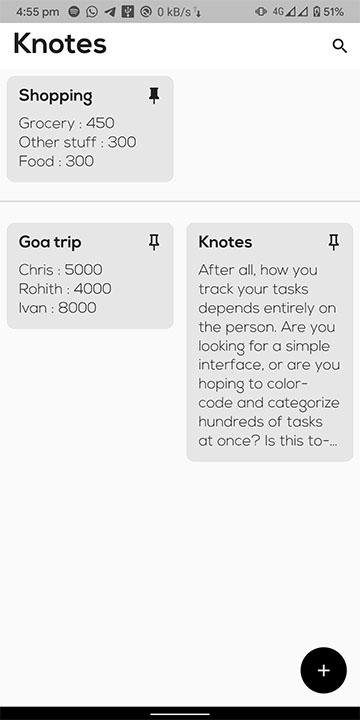 4:55 pm 0 kB/s 4G 51%
Knotes
Shopping
Grocery : 450
Other stuff : 300
Food : 300
Goa trip
Chris : 5000
Rohith : 4000
Ivan : 8000
Knotes
After all, how you
track your tasks
depends entirely on
the person. Are you
looking for a simple
interface, or are you
hoping to color-
code and categorize
hundreds of tasks
at once? Is this to-...